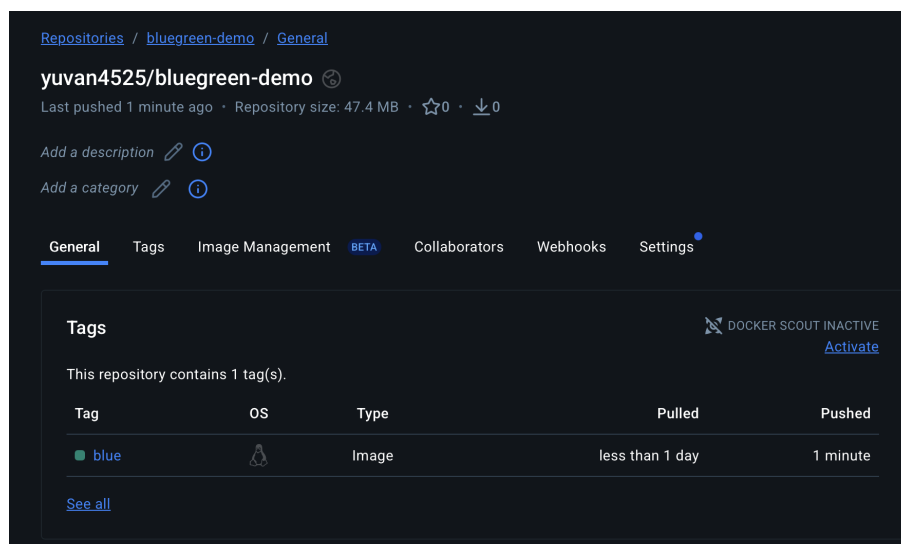 Repositories / bluegreen-demo / General
yuvan4525/bluegreen-demo
Last pushed 1 minute ago · Repository size: 47.4 MB · 0 · 0
Add a description
Add a category
General Tags Image Management BETA Collaborators Webhooks Settings
Tags
DOCKER SCOUT INACTIVE
Activate
This repository contains 1 tag(s).
Tag OS Type Pulled Pushed
blue Image less than 1 day 1 minute
See all